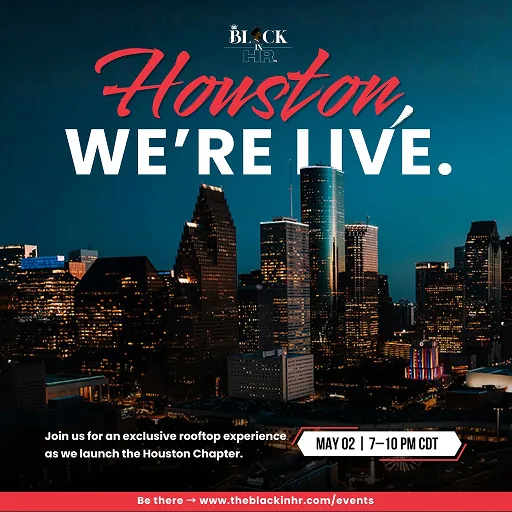 BLACK
IN
HR
Houston,
WE'RE LIVE.
Join us for an exclusive rooftop experience
as we launch the Houston Chapter.
MAY 02 | 7–10 PM CDT
Be there → www.theblackinhr.com/events